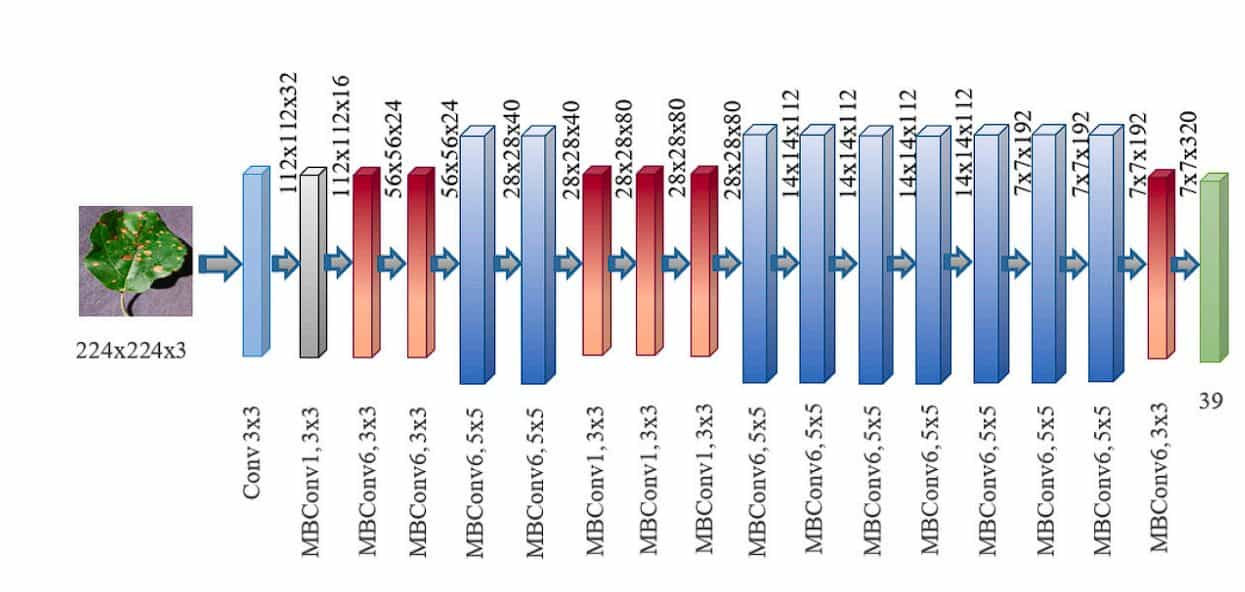 112x112x32
112x112x16
56x56x24
56x56x24
28x28x40
28x28x40
28x28x80
28x28x80
28x28x80
14x14x112
14x14x112
14x14x112
14x14x112
7x7x192
7x7x192
7x7x192
7x7x320
224x224x3
39
Conv 3x3
MBConv1, 3x3
MBConv6, 3x3
MBConv6, 3x3
MBConv6, 5x5
MBConv6, 5x5
MBConv1, 3x3
MBConv1, 3x3
MBConv1, 3x3
MBConv6, 5x5
MBConv6, 5x5
MBConv6, 5x5
MBConv6, 5x5
MBConv6, 5x5
MBConv6, 5x5
MBConv6, 5x5
MBConv6, 3x3